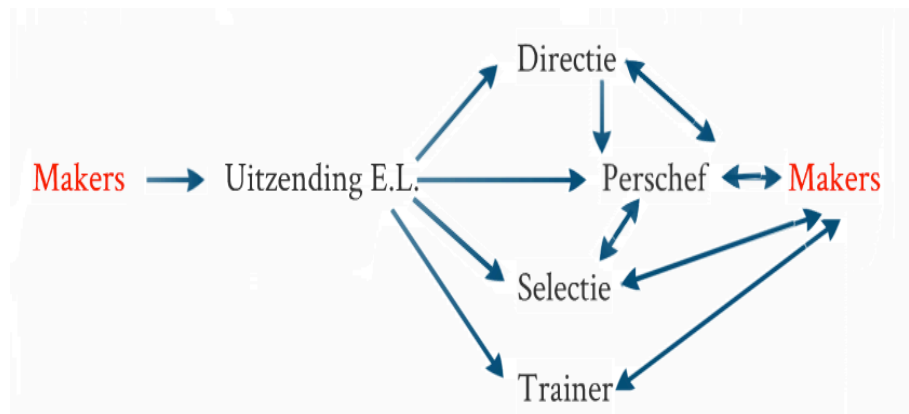 Directie
Makers
Uitzending E.L.
Perschef
Makers
Selectie
Trainer